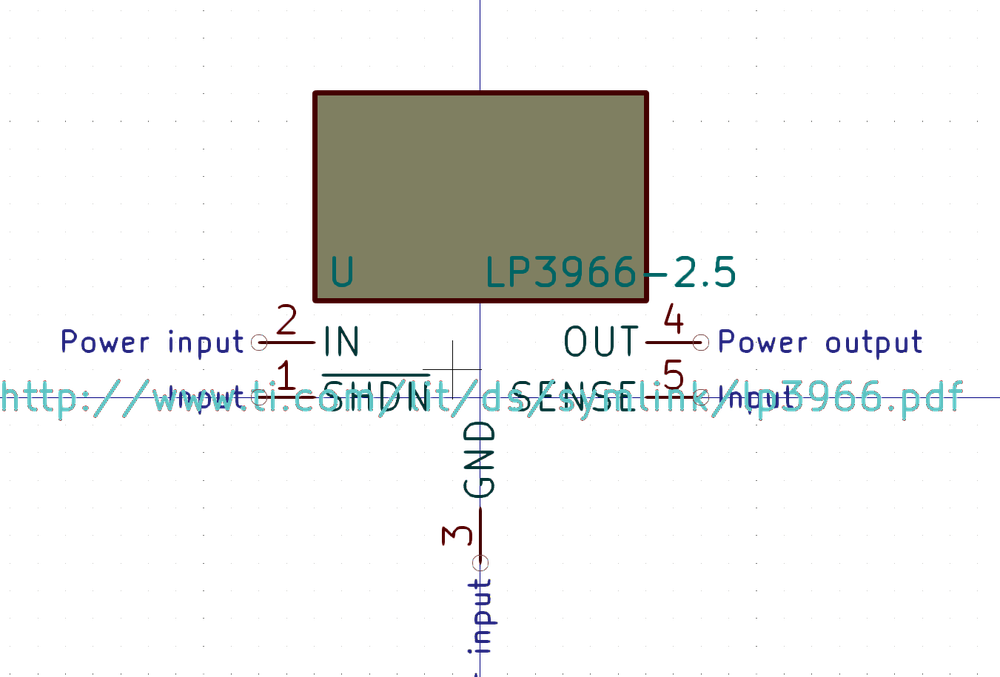 U LP3966-2.5
Power input 2 IN OUT 4 Power output
Input 1 SHDN SENSE 5 Input
http://www.ti.com/lit/ds/symlink/lp3966.pdf
GND
3
input